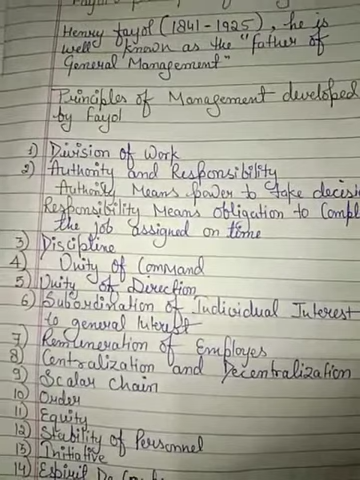 Henry fayol (1841-1925), he is
well known as the "father of
General Management"
Principles of Management developed
by Fayol
1) Division of Work
2) Authority and Responsibility
Authority Means power to take decisi
Responsibility Means obligation to Compl
the job assigned on time
3) Discipline
4) Unity of Command
5) Unity of Direction
6) Subordination of Individual Interest
to general Interest
7) Remuneration of Employes
8) Centralization and Decentralization
9) Scalar Chain
10) Order
11) Equity
12) Stability of Personnel
13) Initiative
14) Espirit De